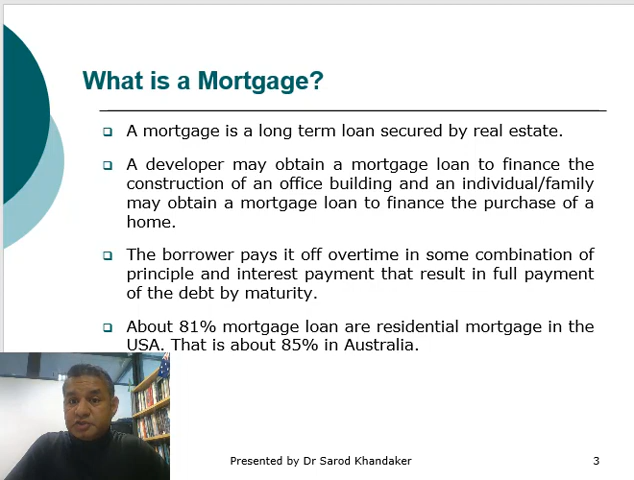 What is a Mortgage?
A mortgage is a long term loan secured by real estate.
A developer may obtain a mortgage loan to finance the
construction of an office building and an individual/family
may obtain a mortgage loan to finance the purchase of a
home.
The borrower pays it off overtime in some combination of
principle and interest payment that result in full payment
of the debt by maturity.
About 81% mortgage loan are residential mortgage in the
USA. That is about 85% in Australia.
Presented by Dr Sarod Khandaker
3